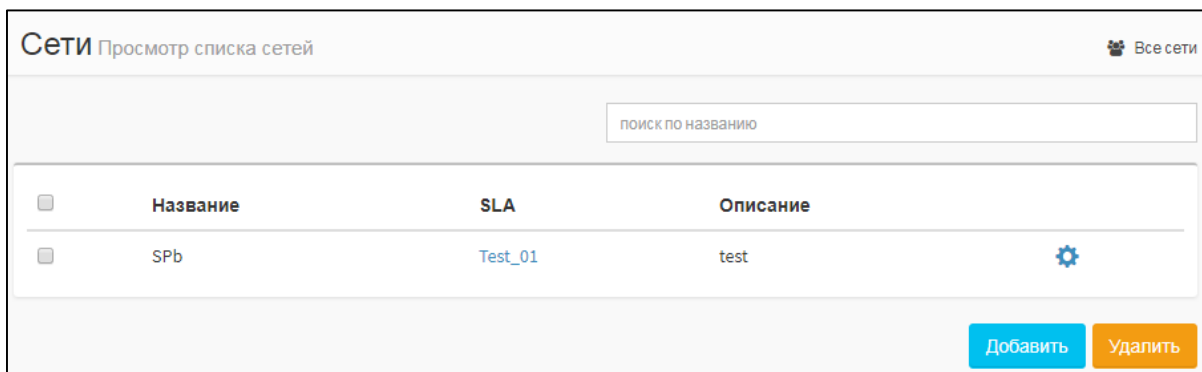 Сети Просмотр списка сетей Все сети
поиск по названию
Название SLA Описание
SPb Test_01 test
Добавить Удалить